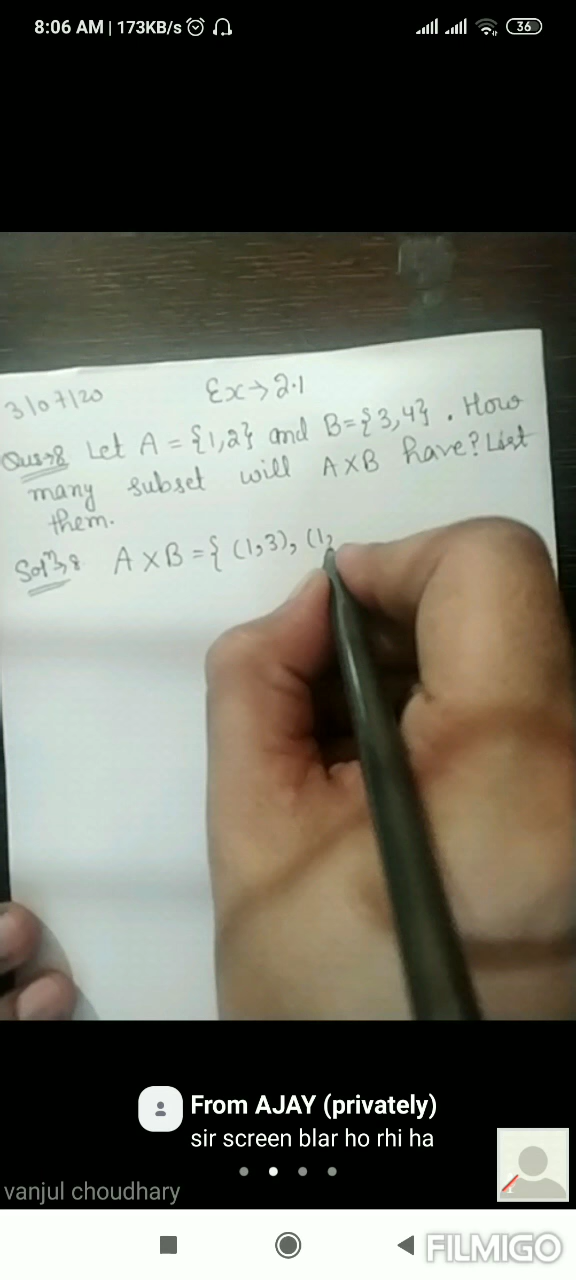 8:06 AM | 173KB/s
36
3/07/20
Ex→2.1
Ques:8 Let A = {1,2} and B={3,4}. How
many subset will A×B have? List
them.
Solⁿ:8 A×B = { (1,3), (1,
From AJAY (privately)
sir screen blar ho rhi ha
vanjul choudhary
FILMIGO